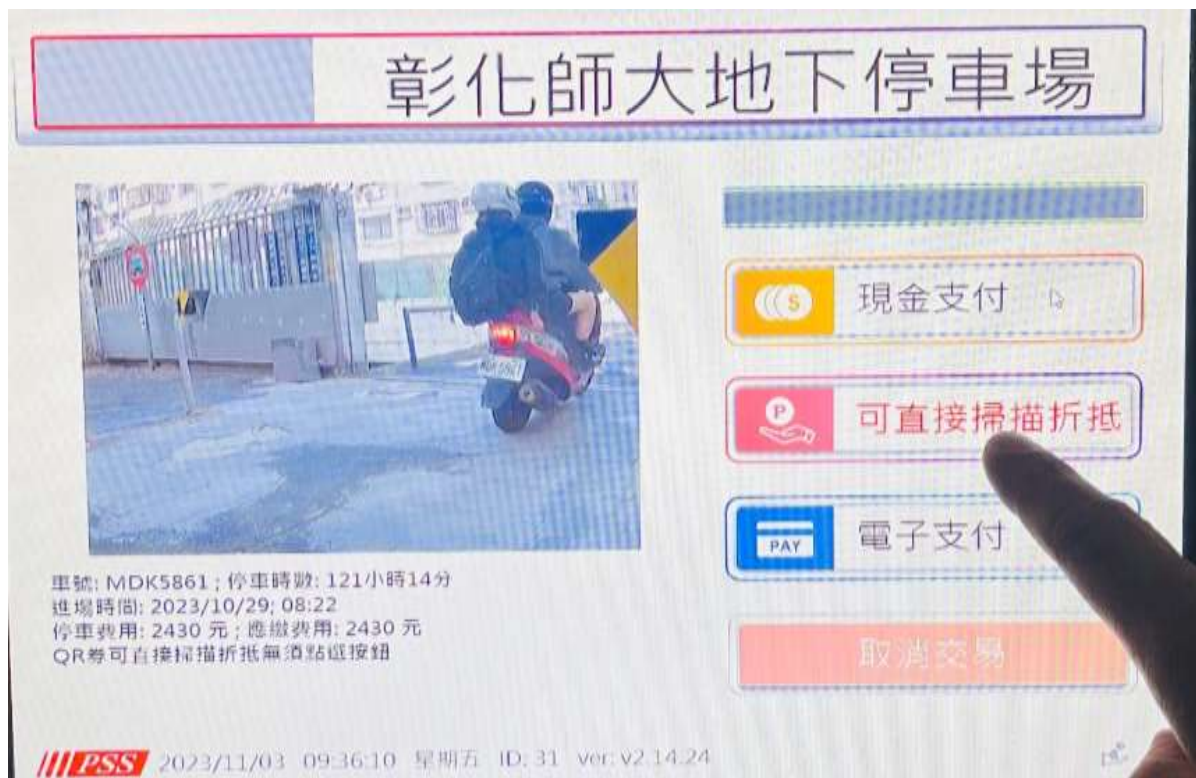 彰化師大地下停車場
現金支付
P
可直接掃描折抵
PAY
電子支付
取消交易
MDK5861
車號: MDK5861 ; 停車時數: 121小時14分
進場時間: 2023/10/29; 08:22
停車費用: 2430 元 ; 應繳費用: 2430 元
QR券可直接掃描折抵無須點選按鈕
PSS 2023/11/03 09:36:10 星期五 ID: 31 ver: v2.14.24